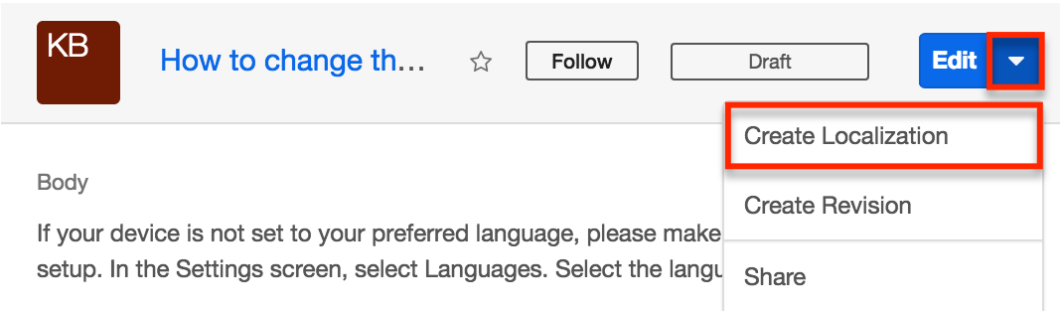 KB
How to change th...
Follow
Draft
Edit
Create Localization
Create Revision
Share
Body
If your device is not set to your preferred language, please make
setup. In the Settings screen, select Languages. Select the langu